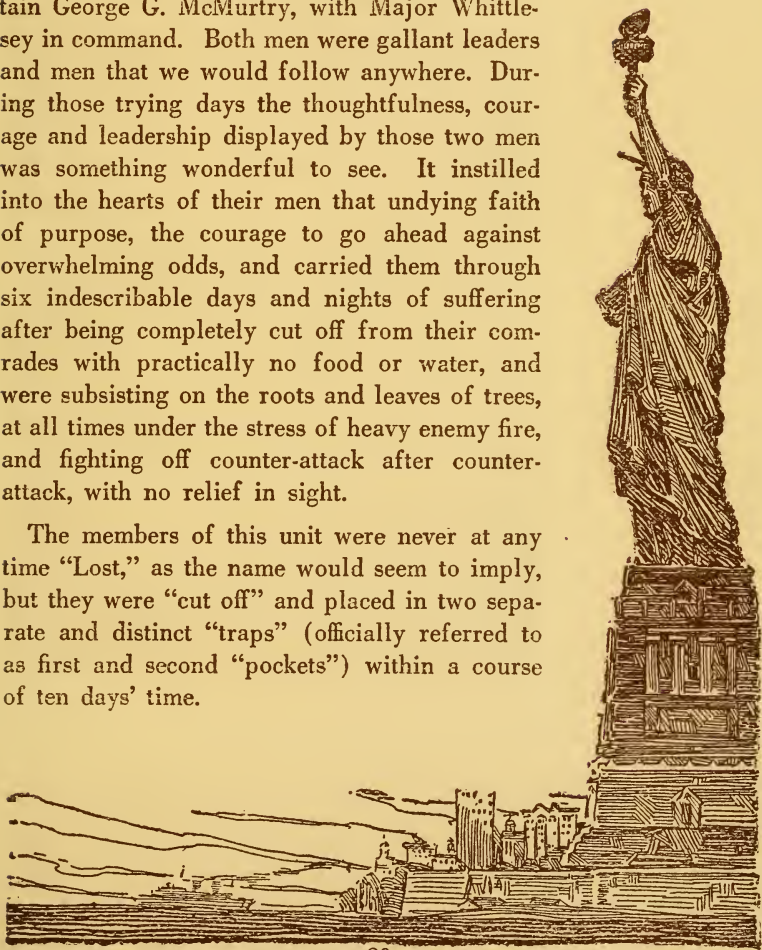 tain George G. McMurtry, with Major Whittle-
sey in command. Both men were gallant leaders
and men that we would follow anywhere. Dur-
ing those trying days the thoughtfulness, cour-
age and leadership displayed by those two men
was something wonderful to see. It instilled
into the hearts of their men that undying faith
of purpose, the courage to go ahead against
overwhelming odds, and carried them through
six indescribable days and nights of suffering
after being completely cut off from their com-
rades with practically no food or water, and
were subsisting on the roots and leaves of trees,
at all times under the stress of heavy enemy fire,
and fighting off counter-attack after counter-
attack, with no relief in sight.
The members of this unit were never at any
time “Lost,” as the name would seem to imply,
but they were “cut off” and placed in two sepa-
rate and distinct “traps” (officially referred to
as first and second “pockets”) within a course
of ten days’ time.